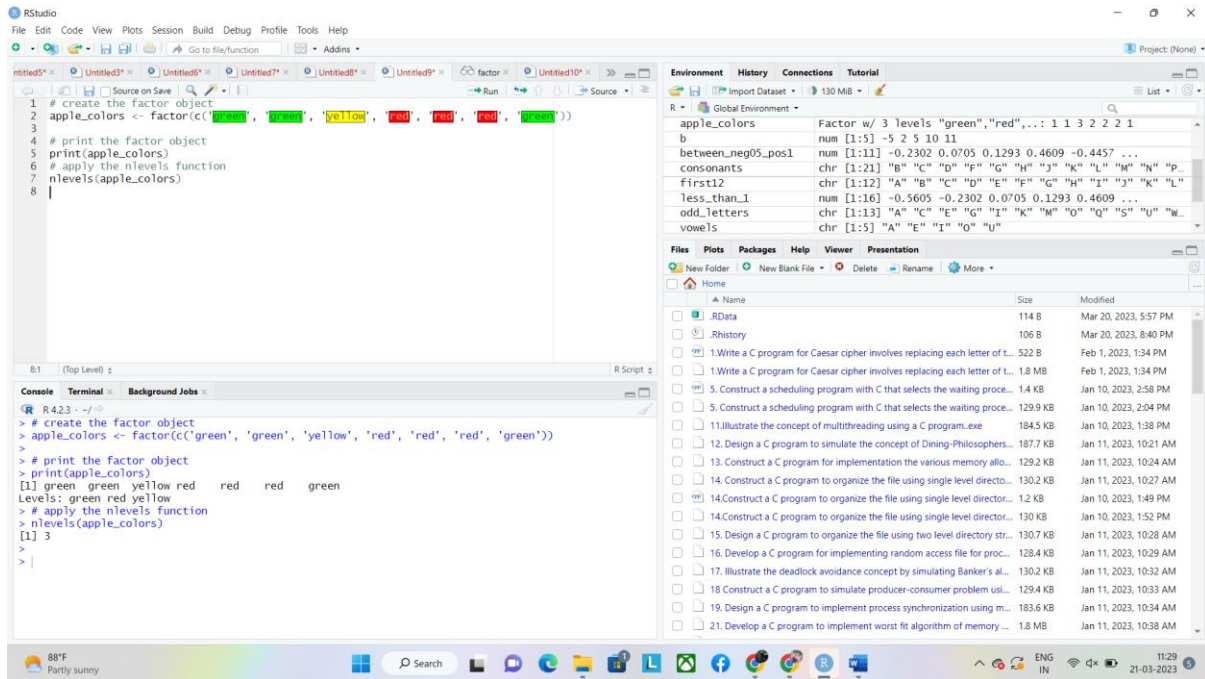 RStudio
File Edit Code View Plots Session Build Debug Profile Tools Help
Go to file/function Addins Project: (None)
ntitled5* Untitled3* Untitled6* Untitled7* Untitled8* Untitled9* factor Untitled10*
Source on Save Run Source
1 # create the factor object
2 apple_colors <- factor(c('green', 'green', 'yellow', 'red', 'red', 'red', 'green'))
3
4 # print the factor object
5 print(apple_colors)
6 # apply the nlevels function
7 nlevels(apple_colors)
8
8:1 (Top Level) R Script
Console Terminal Background Jobs
R 4.2.3 · ~/
> # create the factor object
> apple_colors <- factor(c('green', 'green', 'yellow', 'red', 'red', 'red', 'green'))
>
> # print the factor object
> print(apple_colors)
[1] green green yellow red red red green
Levels: green red yellow
> # apply the nlevels function
> nlevels(apple_colors)
[1] 3
>
>
Environment History Connections Tutorial
Import Dataset 130 MiB List
R Global Environment
apple_colors Factor w/ 3 levels "green","red",..: 1 1 3 2 2 2 1
b num [1:5] -5 2 5 10 11
between_neg05_pos1 num [1:11] -0.2302 0.0705 0.1293 0.4609 -0.4457 ...
consonants chr [1:21] "B" "C" "D" "F" "G" "H" "J" "K" "L" "M" "N" "P...
first12 chr [1:12] "A" "B" "C" "D" "E" "F" "G" "H" "I" "J" "K" "L"
less_than_1 num [1:16] -0.5605 -0.2302 0.0705 0.1293 0.4609 ...
odd_letters chr [1:13] "A" "C" "E" "G" "I" "K" "M" "O" "Q" "S" "U" "W...
vowels chr [1:5] "A" "E" "I" "O" "U"
Files Plots Packages Help Viewer Presentation
New Folder New Blank File Delete Rename More
Home
Name Size Modified
.RData 114 B Mar 20, 2023, 5:57 PM
.Rhistory 106 B Mar 20, 2023, 8:40 PM
1.Write a C program for Caesar cipher involves replacing each letter of t... 522 B Feb 1, 2023, 1:34 PM
1.Write a C program for Caesar cipher involves replacing each letter of t... 1.8 MB Feb 1, 2023, 1:34 PM
5. Construct a scheduling program with C that selects the waiting proce... 1.4 KB Jan 10, 2023, 2:58 PM
5. Construct a scheduling program with C that selects the waiting proce... 129.9 KB Jan 10, 2023, 2:04 PM
11.Illustrate the concept of multithreading using a C program..exe 184.5 KB Jan 10, 2023, 1:38 PM
12. Design a C program to simulate the concept of Dining-Philosophers... 187.7 KB Jan 11, 2023, 10:21 AM
13. Construct a C program for implementation the various memory allo... 129.2 KB Jan 11, 2023, 10:24 AM
14. Construct a C program to organize the file using single level directo... 130.2 KB Jan 11, 2023, 10:27 AM
14.Construct a C program to organize the file using single level director... 1.2 KB Jan 10, 2023, 1:49 PM
14.Construct a C program to organize the file using single level director... 130 KB Jan 10, 2023, 1:52 PM
15. Design a C program to organize the file using two level directory str... 130.7 KB Jan 11, 2023, 10:28 AM
16. Develop a C program for implementing random access file for proc... 128.4 KB Jan 11, 2023, 10:29 AM
17. Illustrate the deadlock avoidance concept by simulating Banker's al... 130.2 KB Jan 11, 2023, 10:32 AM
18 Construct a C program to simulate producer-consumer problem usi... 129.4 KB Jan 11, 2023, 10:33 AM
19. Design a C program to implement process synchronization using m... 183.6 KB Jan 11, 2023, 10:34 AM
21. Develop a C program to implement worst fit algorithm of memory ... 1.8 MB Jan 11, 2023, 10:38 AM
88°F
Partly sunny
Search
ENG
IN
11:29
21-03-2023
5